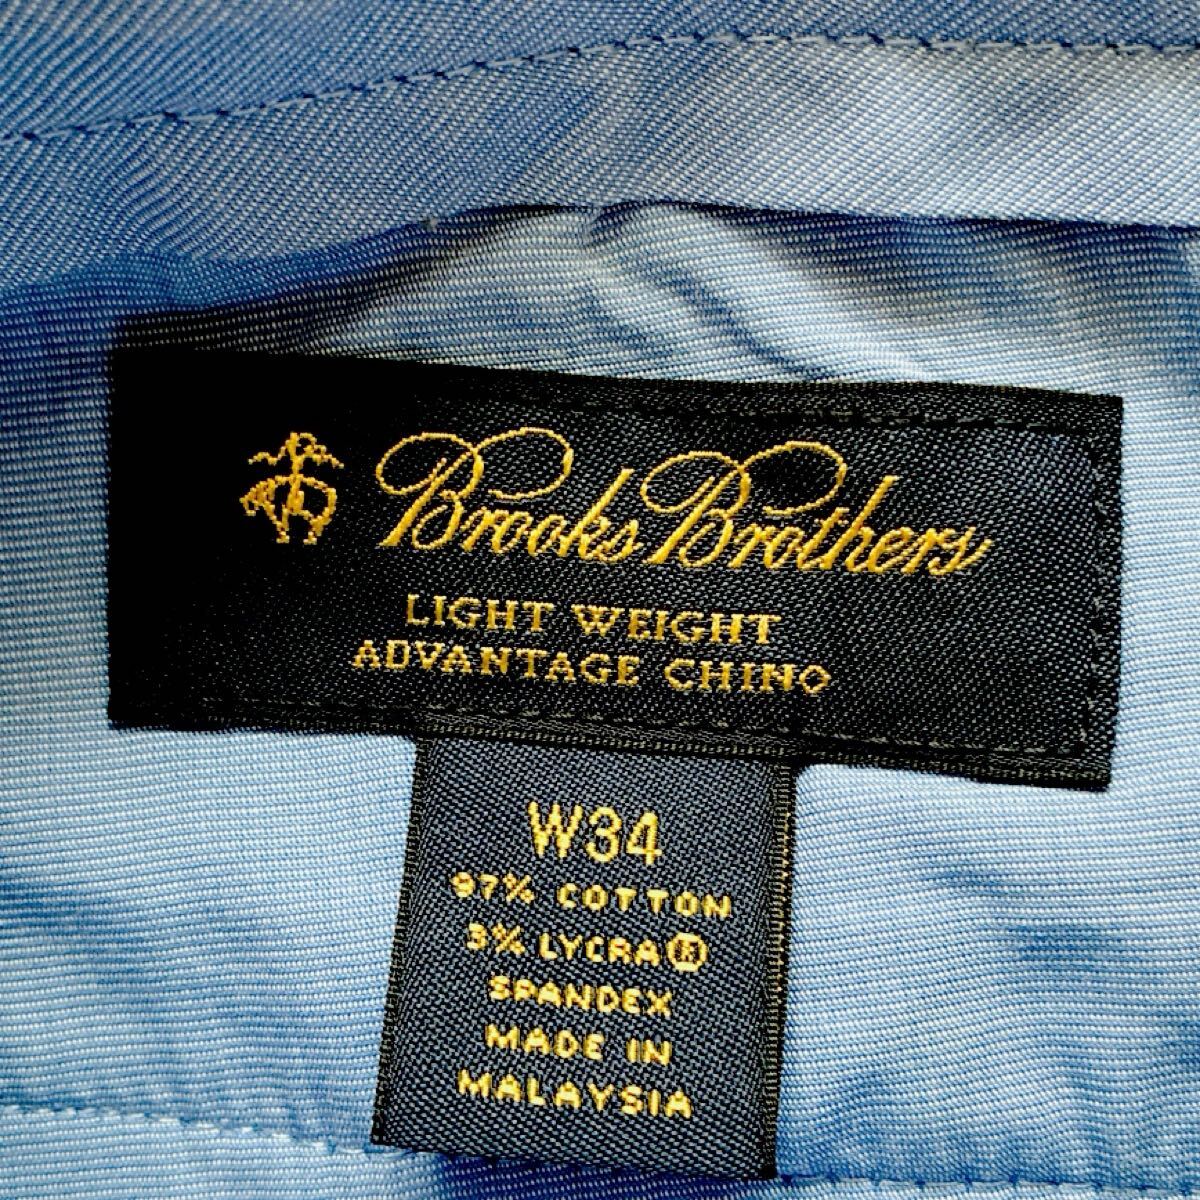 Brooks Brothers
LIGHT WEIGHT
ADVANTAGE CHINO
W34
97% COTTON
3% LYCRA®
SPANDEX
MADE IN
MALAYSIA